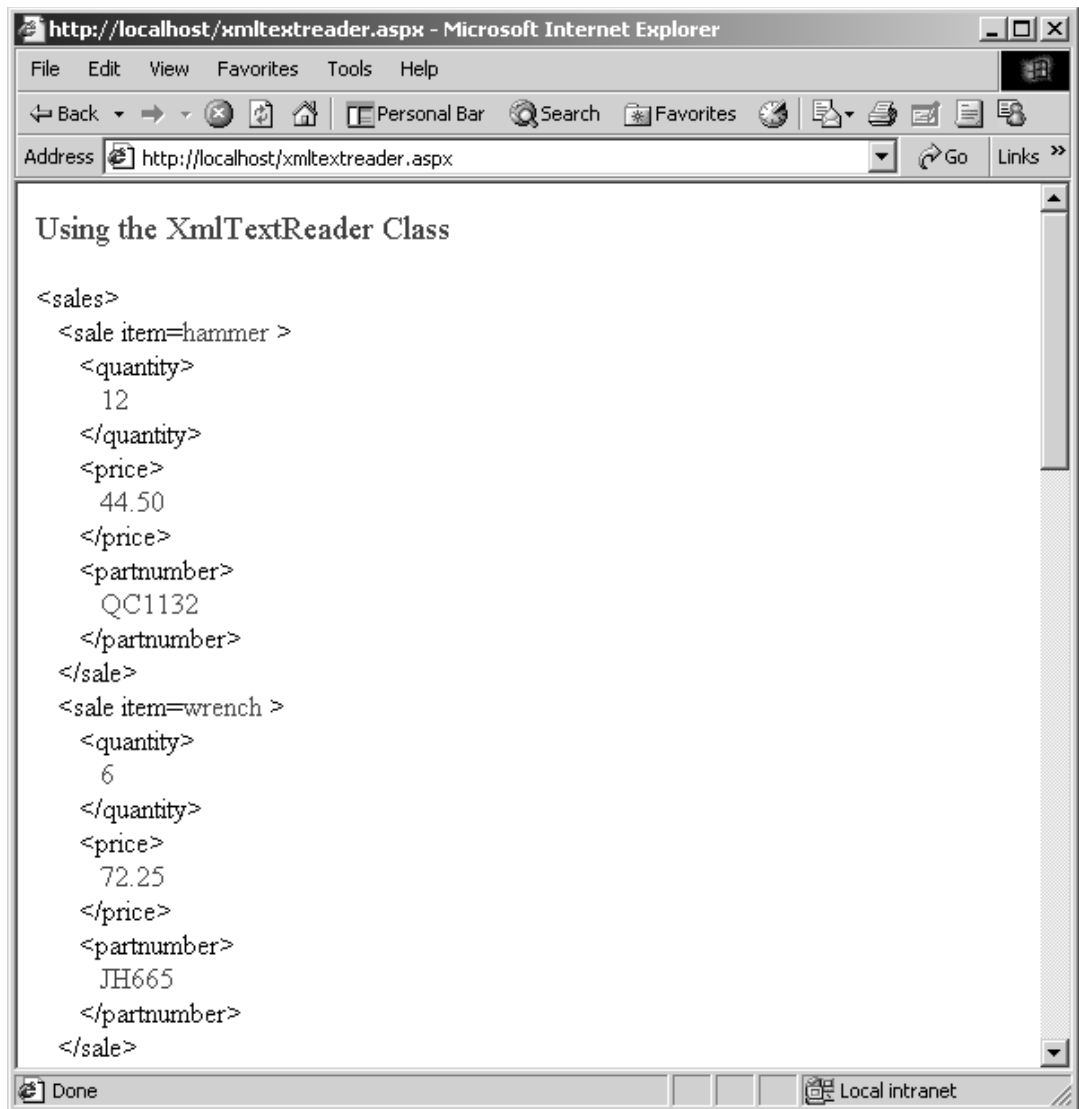 http://localhost/xmltextreader.aspx - Microsoft Internet Explorer
File Edit View Favorites Tools Help
Back Personal Bar Search Favorites
Address http://localhost/xmltextreader.aspx Go Links »
Using the XmlTextReader Class
<sales>
<sale item=hammer >
<quantity>
12
</quantity>
<price>
44.50
</price>
<partnumber>
QC1132
</partnumber>
</sale>
<sale item=wrench >
<quantity>
6
</quantity>
<price>
72.25
</price>
<partnumber>
JH665
</partnumber>
</sale>
Done Local intranet